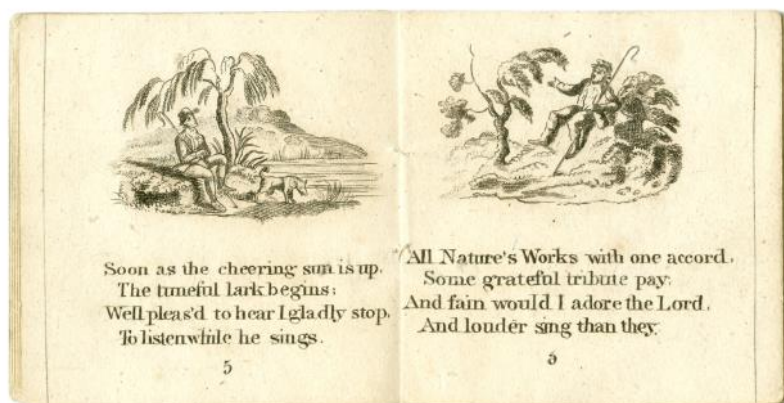 Soon as the cheering sun is up,
The tuneful lark begins;
Well pleas'd to hear I gladly stop,
To listen while he sings.
5
All Nature's Works with one accord,
Some grateful tribute pay;
And fain would I adore the Lord,
And louder sing than they.
6